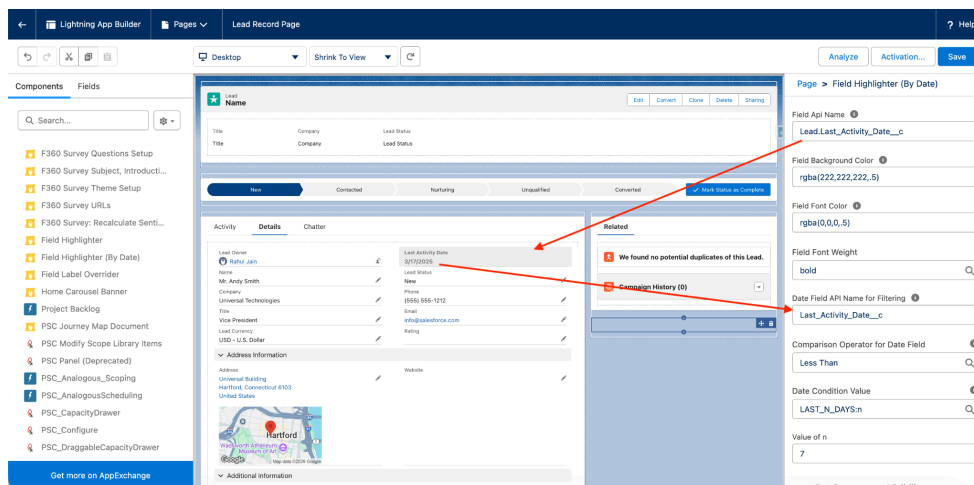 Lightning App Builder
Pages
Lead Record Page
? Help
Desktop
Shrink To View
Analyze
Activation...
Save
Components
Fields
Search...
F360 Survey Questions Setup
F360 Survey Subject, Introducti...
F360 Survey Theme Setup
F360 Survey URLs
F360 Survey: Recalculate Senti...
Field Highlighter
Field Highlighter (By Date)
Field Label Overrider
Home Carousel Banner
Project Backlog
PSC Journey Map Document
PSC Modify Scope Library Items
PSC Panel (Deprecated)
PSC_Analogous_Scoping
PSC_AnalogousScheduling
PSC_CapacityDrawer
PSC_Configure
PSC_DraggableCapacityDrawer
Get more on AppExchange
Lead
Name
Edit Convert Clone Delete Sharing
Title Company Lead Status
Title Company Lead Status
New Contacted Nurturing Unqualified Converted Mark Status as Complete
Activity Details Chatter
Lead Owner
Rahul Jain
Last Activity Date
3/17/2025
Name
Mr. Andy Smith
Lead Status
New
Company
Universal Technologies
Phone
(555) 555-1212
Title
Vice President
Email
info@salesforce.com
Lead Currency
USD - U.S. Dollar
Rating
Address Information
Address
Universal Building
Hartford, Connecticut 6103
United States
Website
Hartford
Wadsworth Atheneum
Museum of Art
Google
Map data ©2026 Google
Additional Information
Related
We found no potential duplicates of this Lead.
Campaign History (0)
Page > Field Highlighter (By Date)
Field Api Name
Lead.Last_Activity_Date__c
Field Background Color
rgba(222,222,222,.5)
Field Font Color
rgba(0,0,0,.5)
Field Font Weight
bold
Date Field API Name for Filtering
Last_Activity_Date__c
Comparison Operator for Date Field
Less Than
Date Condition Value
LAST_N_DAYS:n
Value of n
7